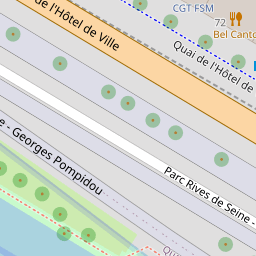 CGT FSM
72
Bel Canto
de l'Hôtel de Ville
Quai de l'Hôtel de
Parc Rives de Seine -
- Georges Pompidou